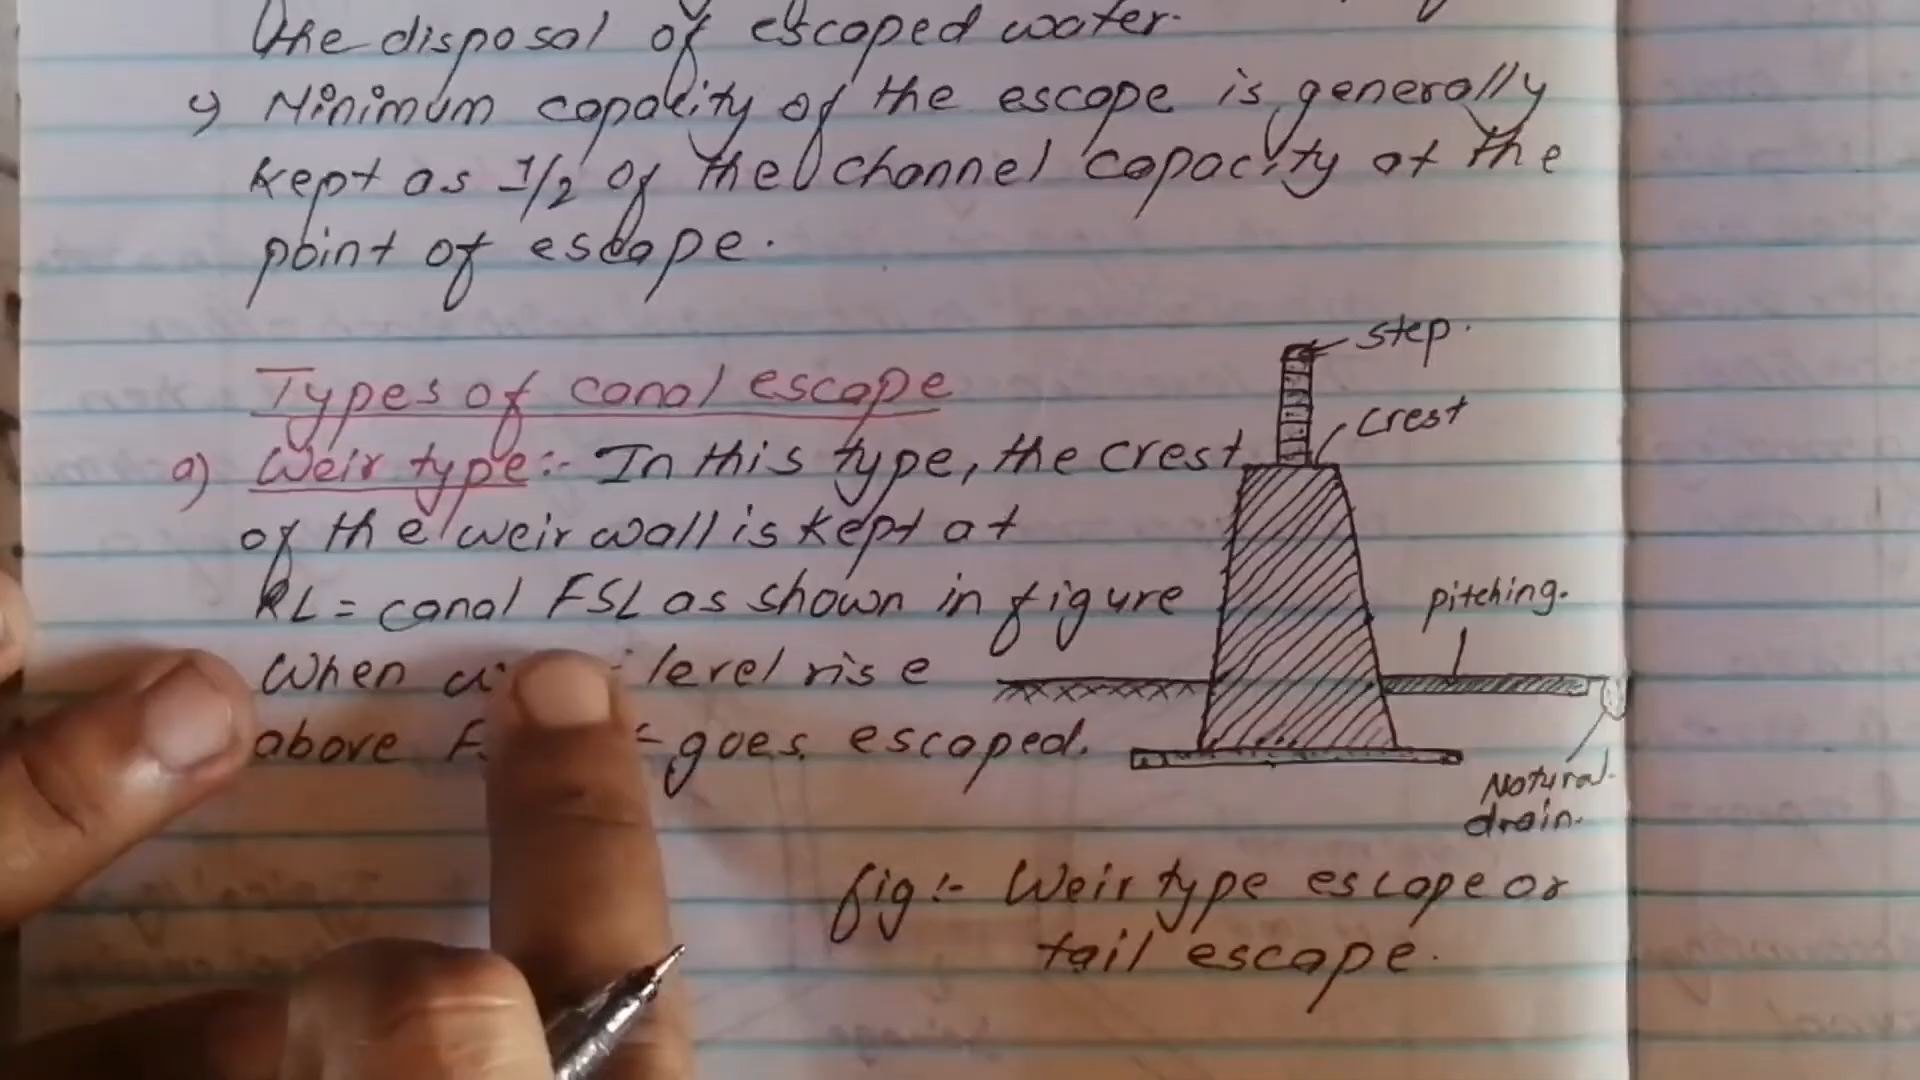 the disposal of escaped water.
y Minimum capacity of the escape is generally
kept as 1/2 of the channel capacity at the
point of escape.
Types of canal escape
a) Weir type:- In this type, the crest
of the weir wall is kept at
RL = canal FSL as shown in figure
When level rise
above goes escaped.
step.
crest
pitching.
Natural
drain.
fig:- Weir type escape or
tail escape.